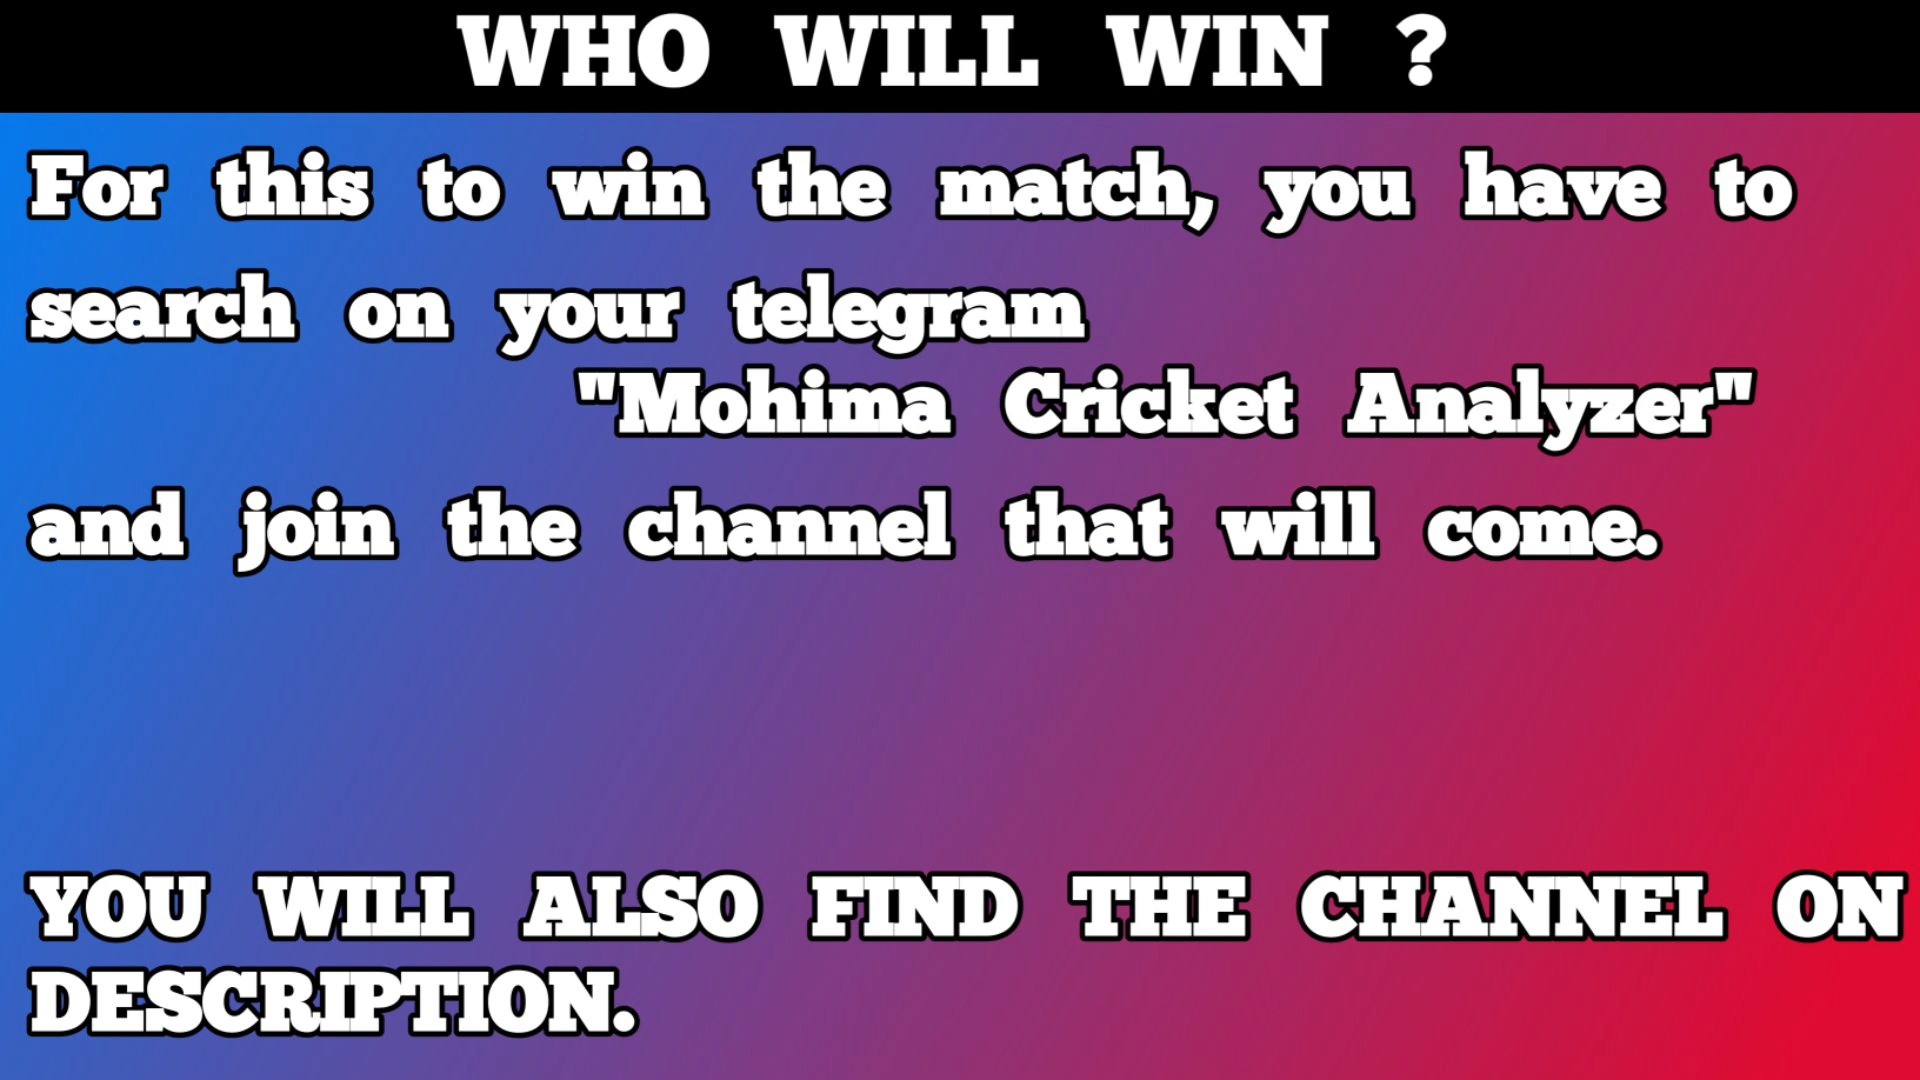 WHO WILL WIN ?
For this to win the match, you have to
search on your telegram
"Mohima Cricket Analyzer"
and join the channel that will come.
YOU WILL ALSO FIND THE CHANNEL ON
DESCRIPTION.